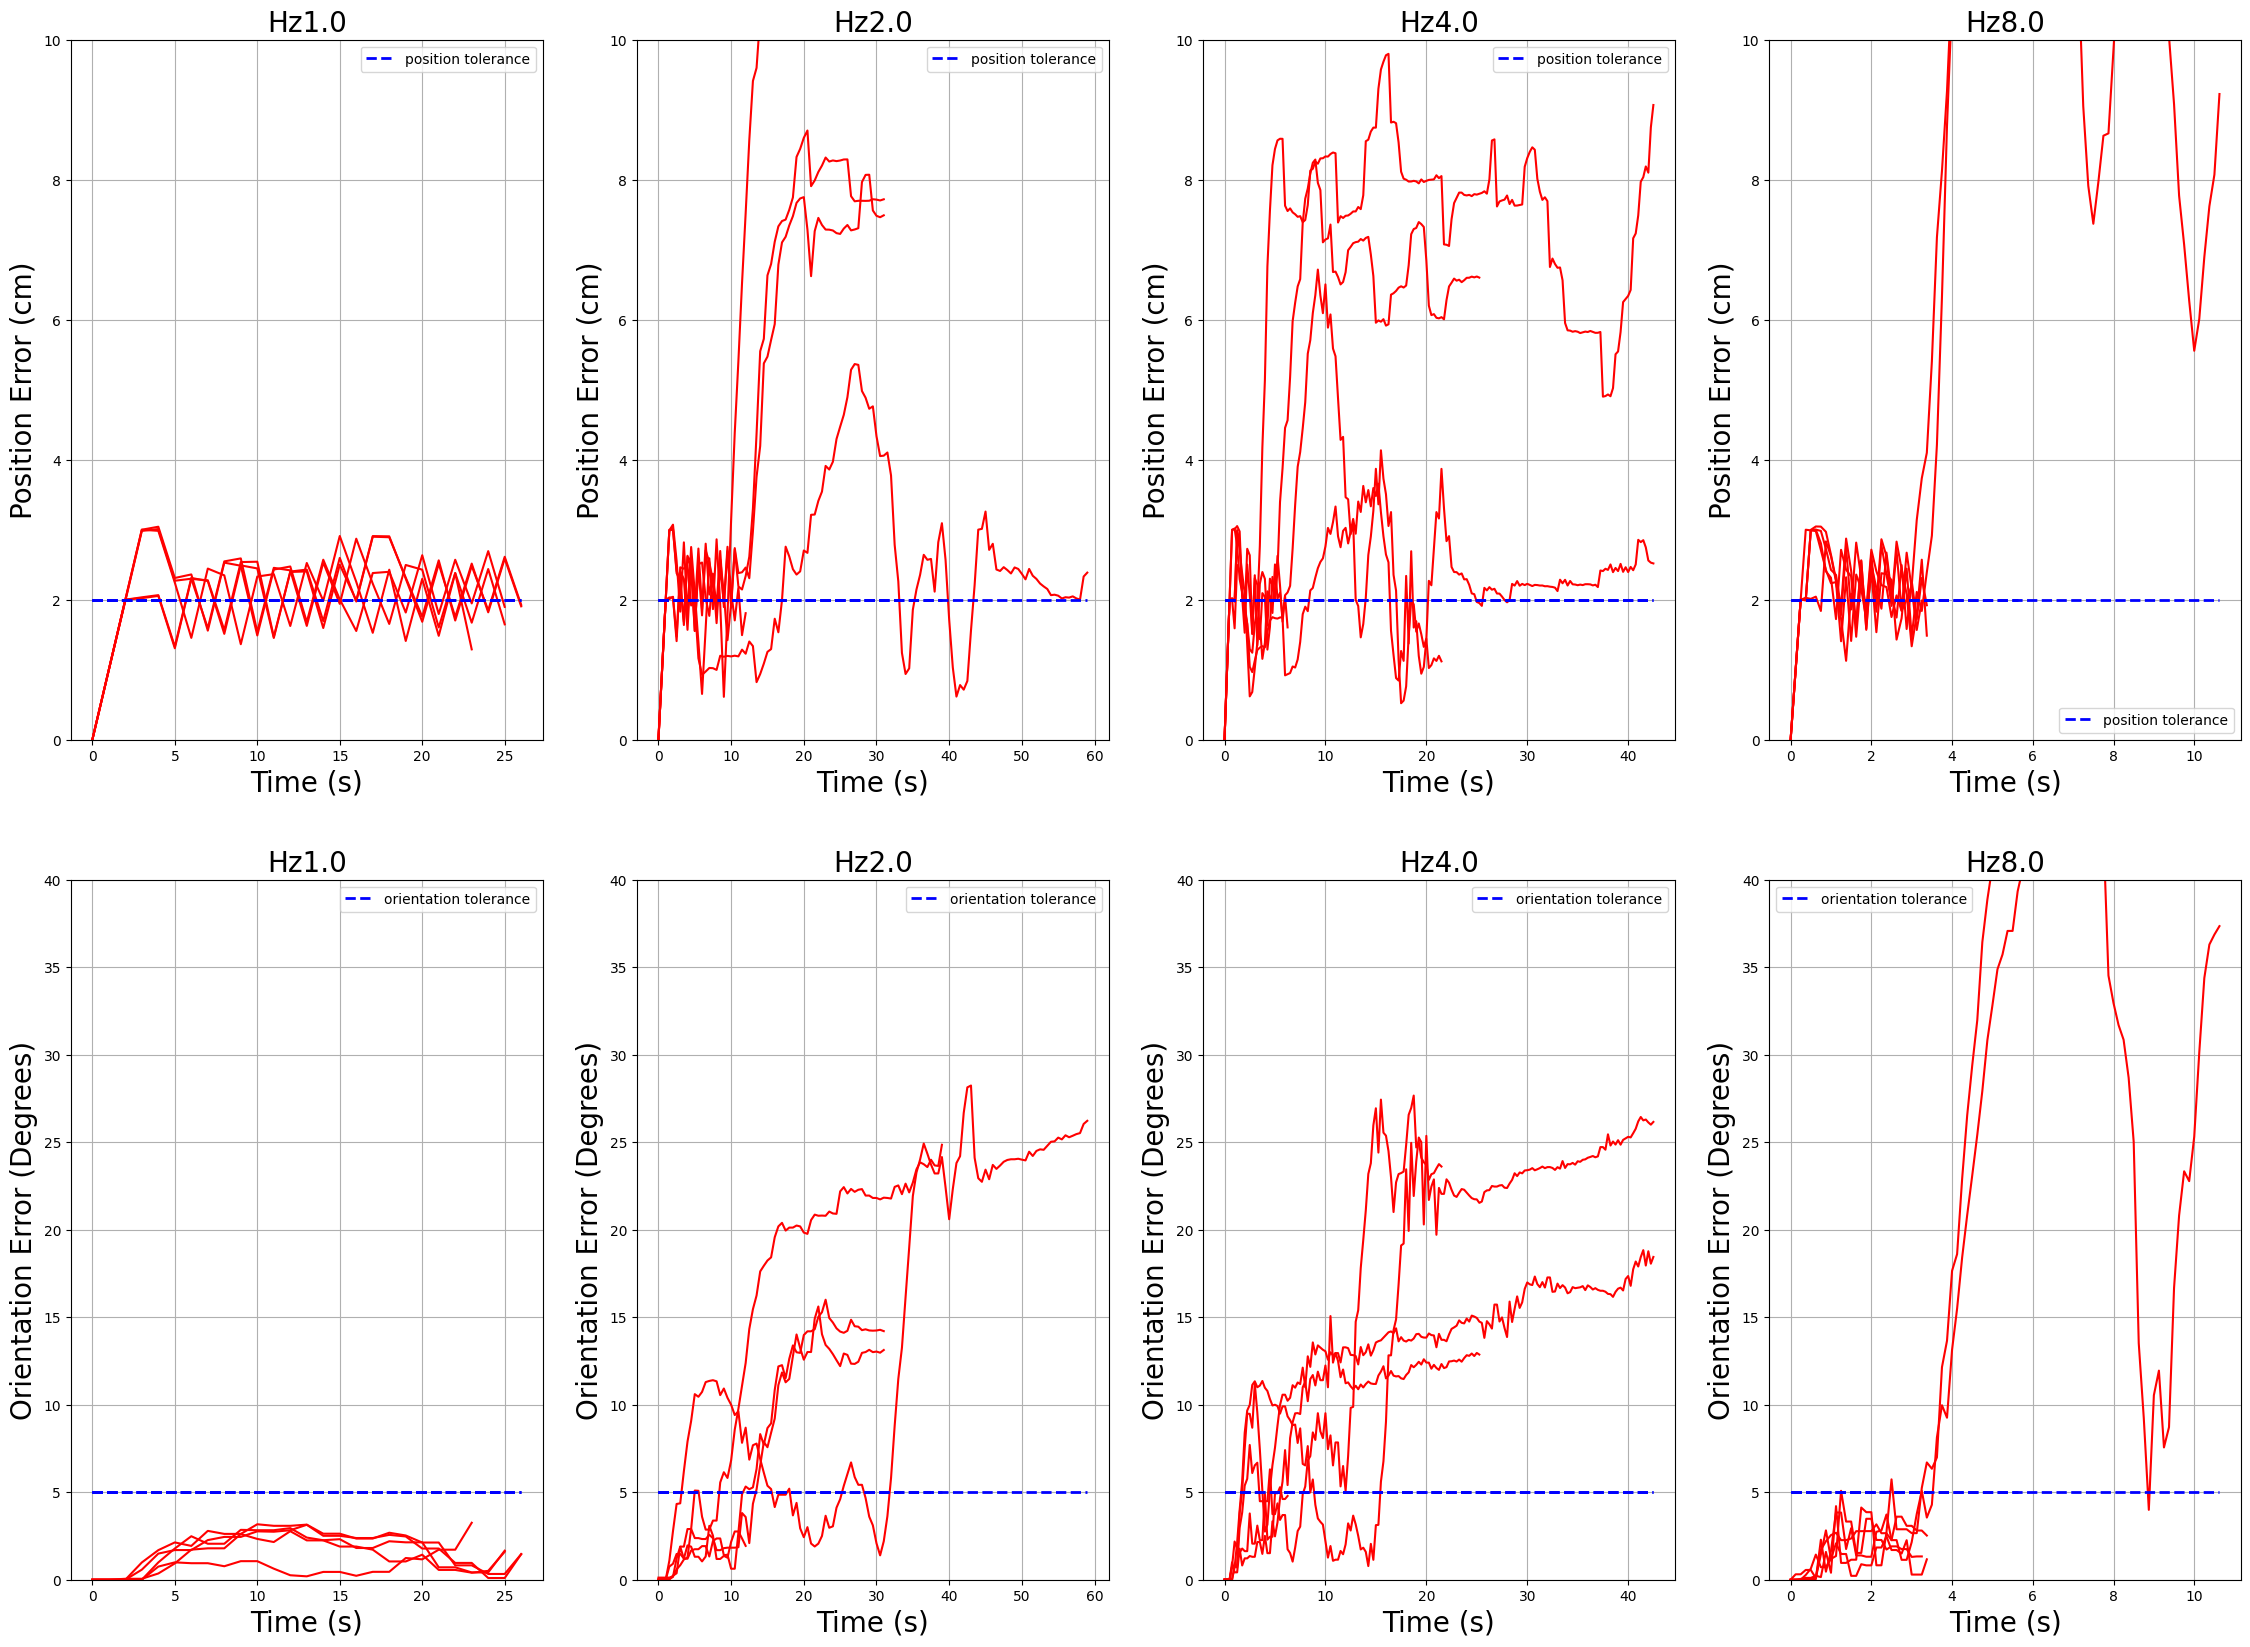 Hz1.0
position tolerance
Position Error (cm)
10
8
6
4
2
0
0 5 10 15 20 25
Time (s)
Hz2.0
position tolerance
Position Error (cm)
10
8
6
4
2
0
0 10 20 30 40 50 60
Time (s)
Hz4.0
position tolerance
Position Error (cm)
10
8
6
4
2
0
0 10 20 30 40
Time (s)
Hz8.0
position tolerance
Position Error (cm)
10
8
6
4
2
0
0 2 4 6 8 10
Time (s)
Hz1.0
orientation tolerance
Orientation Error (Degrees)
40
35
30
25
20
15
10
5
0
0 5 10 15 20 25
Time (s)
Hz2.0
orientation tolerance
Orientation Error (Degrees)
40
35
30
25
20
15
10
5
0
0 10 20 30 40 50 60
Time (s)
Hz4.0
orientation tolerance
Orientation Error (Degrees)
40
35
30
25
20
15
10
5
0
0 10 20 30 40
Time (s)
Hz8.0
orientation tolerance
Orientation Error (Degrees)
40
35
30
25
20
15
10
5
0
0 2 4 6 8 10
Time (s)